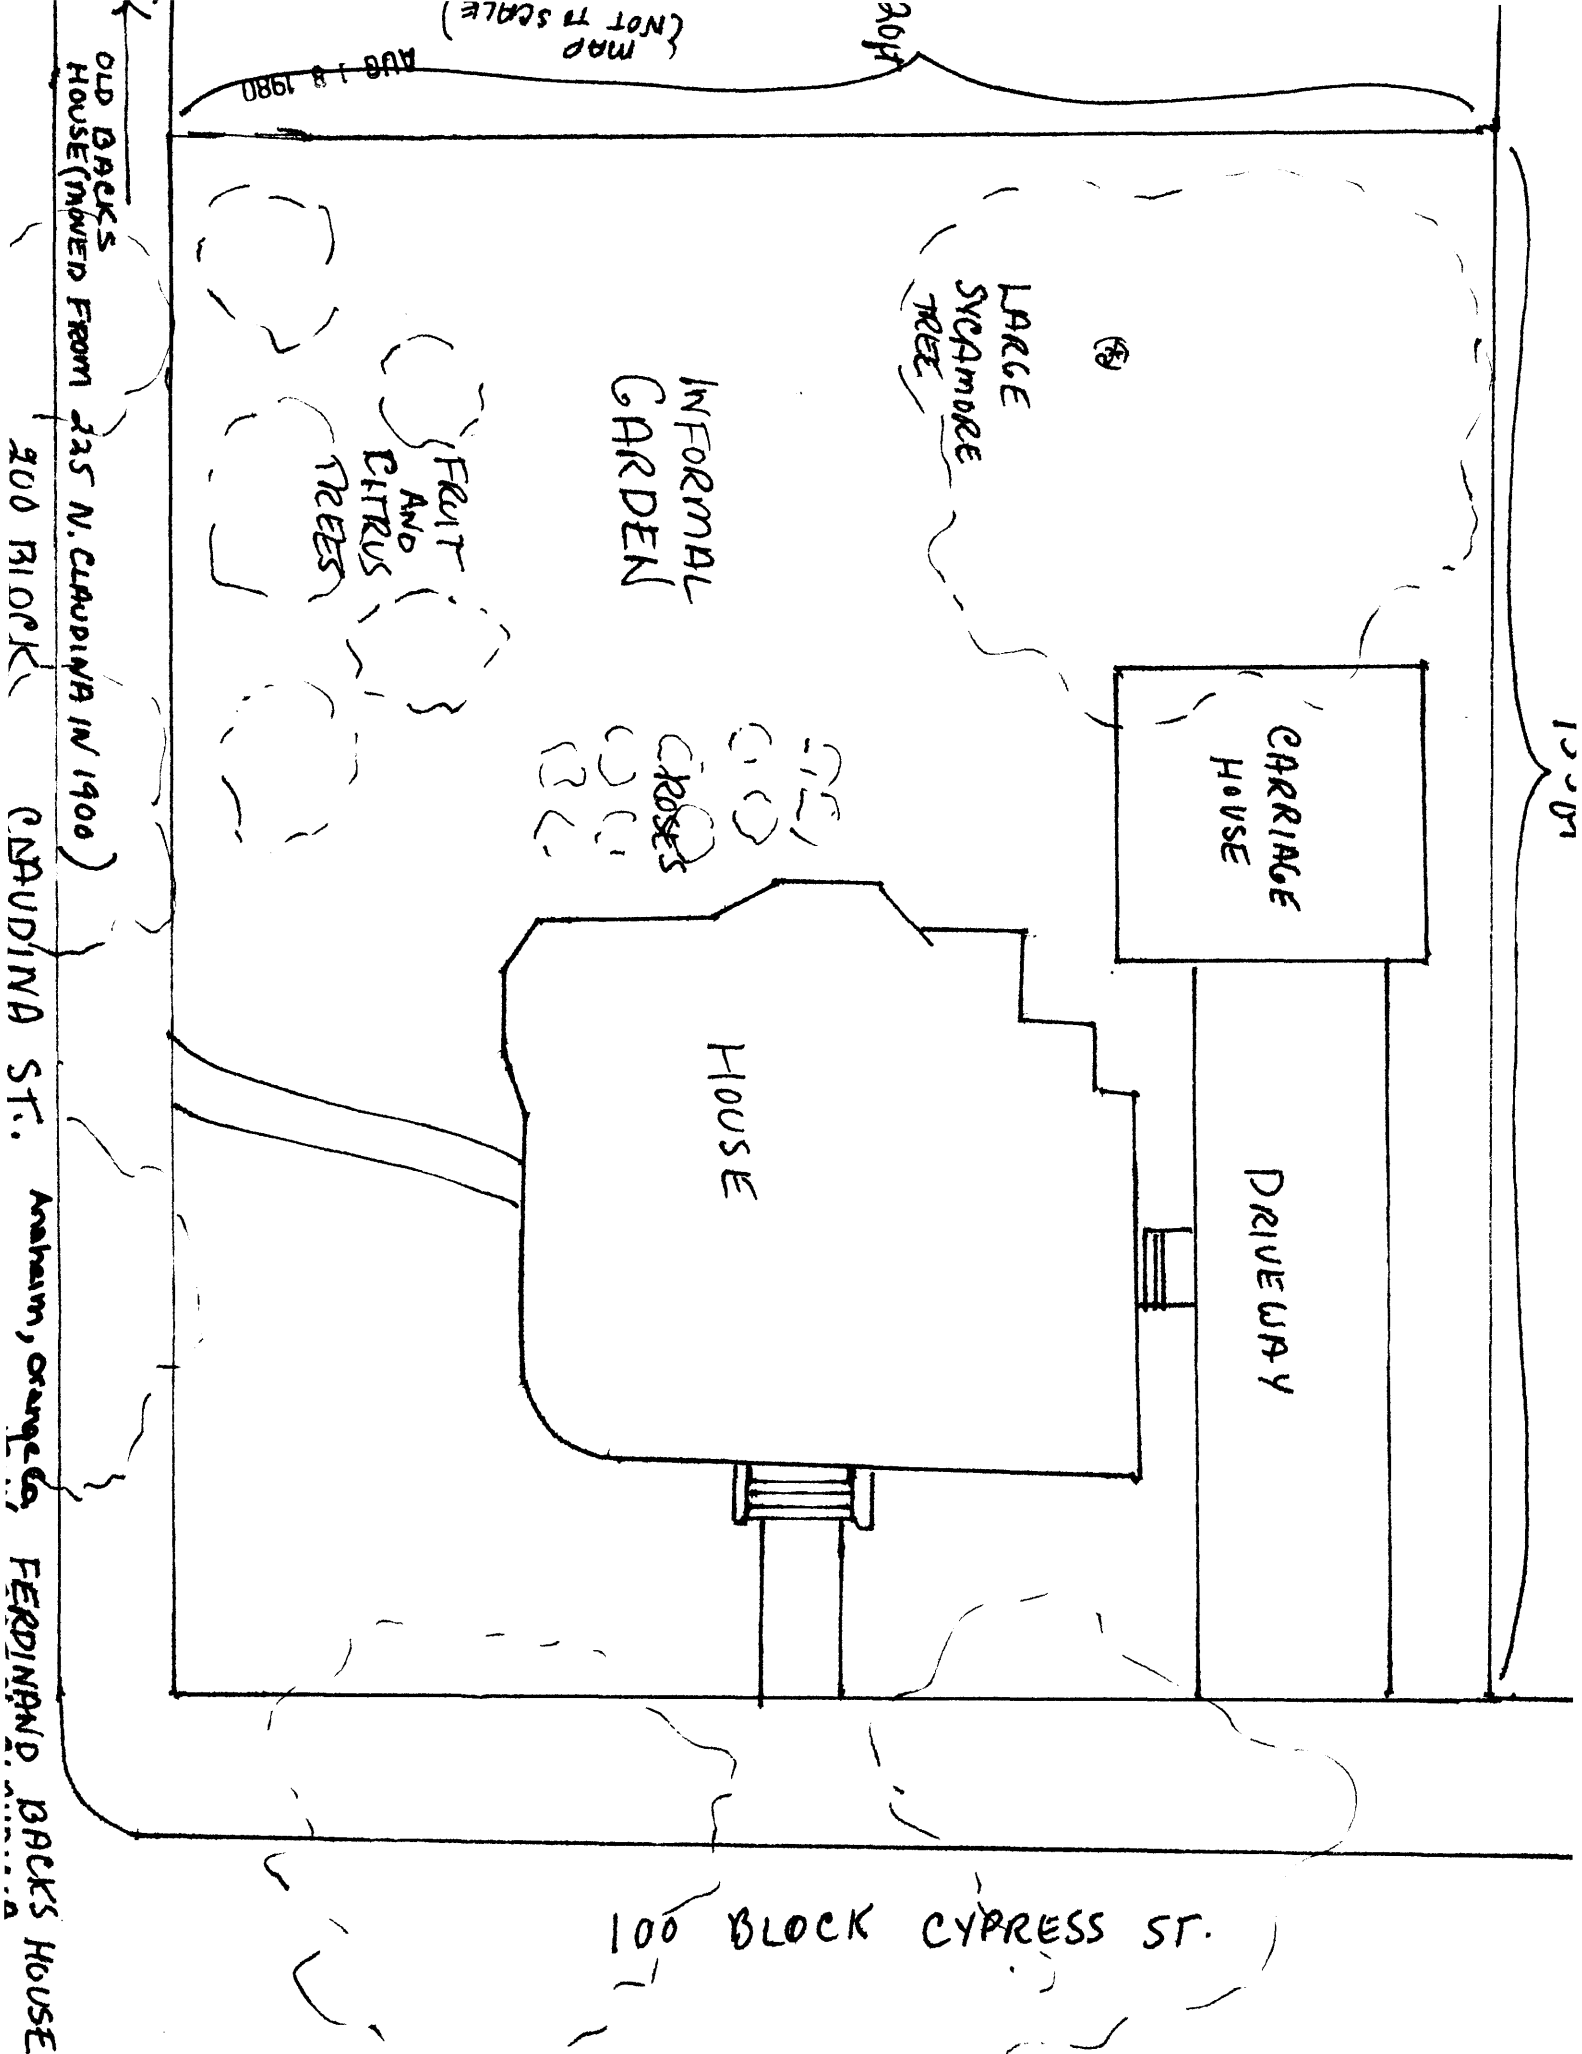 MAP
(NOT TO SCALE)
AUG 18 1980
OLD BACKS
HOUSE (MOVED FROM 225 N. CLAUDINA IN 1900)
LARGE
SYCAMORE
TREE
INFORMAL
GARDEN
FRUIT
AND
CITRUS
TREES
ROSES
CARRIAGE
HOUSE
HOUSE
DRIVEWAY
200 BLOCK CLAUDINA ST.
Anaheim, Orange Co
FERDINAND BACKS HOUSE
100 BLOCK CYPRESS ST.